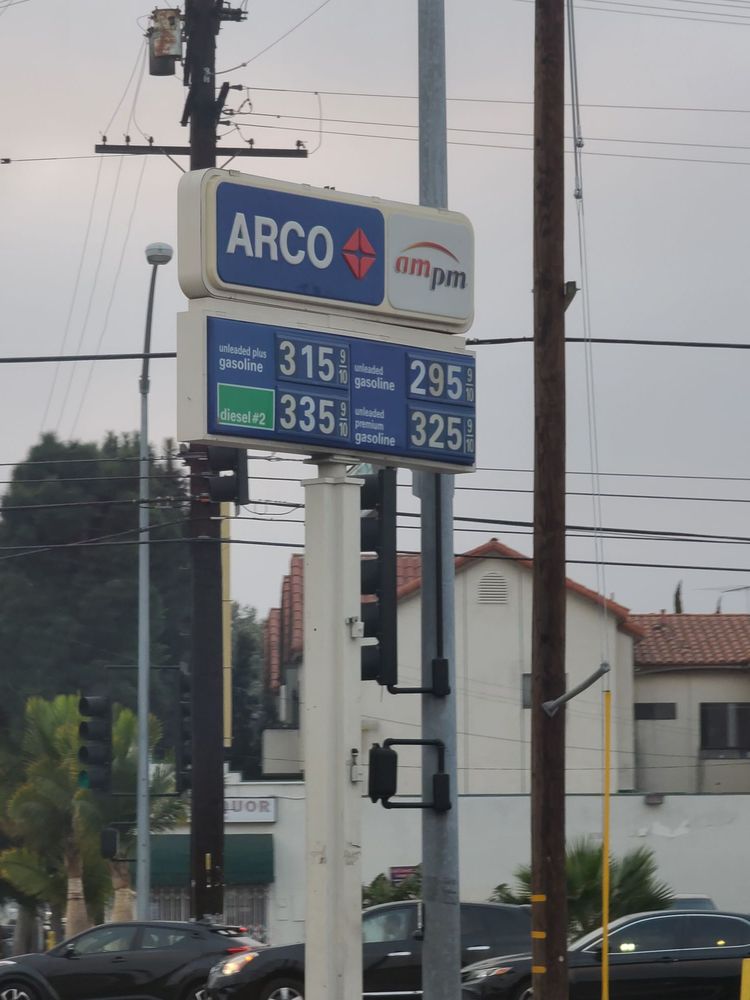 ARCO
ampm
unleaded plus
gasoline
315 9/10
unleaded
gasoline
295 9/10
diesel #2
335 9/10
unleaded
premium
gasoline
325 9/10
UOR